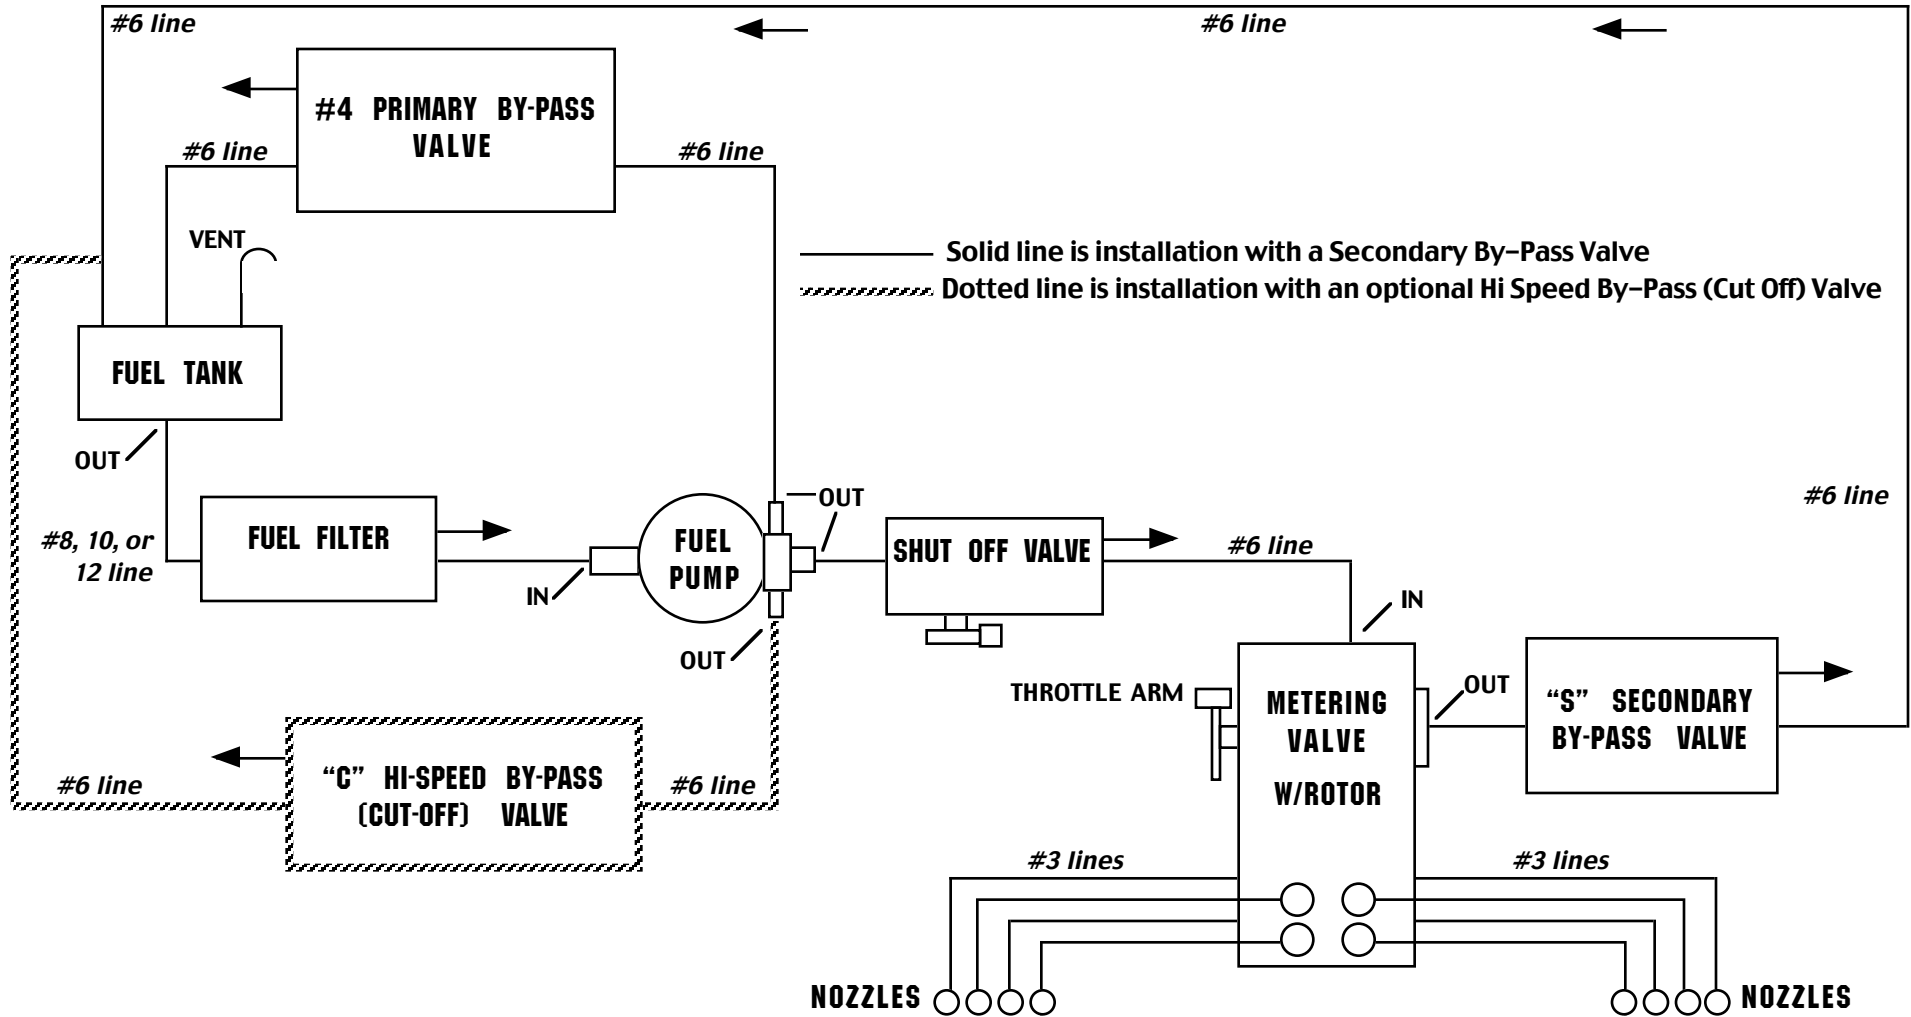 #6 line
#6 line
#4 PRIMARY BY-PASS
VALVE
#6 line
#6 line
VENT
Solid line is installation with a Secondary By-Pass Valve
Dotted line is installation with an optional Hi Speed By-Pass (Cut Off) Valve
FUEL TANK
OUT
#6 line
OUT
#8, 10, or
12 line
FUEL FILTER
IN
FUEL
PUMP
OUT
SHUT OFF VALVE
#6 line
IN
THROTTLE ARM
METERING
VALVE
W/ROTOR
OUT
“S” SECONDARY
BY-PASS VALVE
#6 line
“C” HI-SPEED BY-PASS
(CUT-OFF) VALVE
#6 line
#3 lines
#3 lines
NOZZLES
NOZZLES